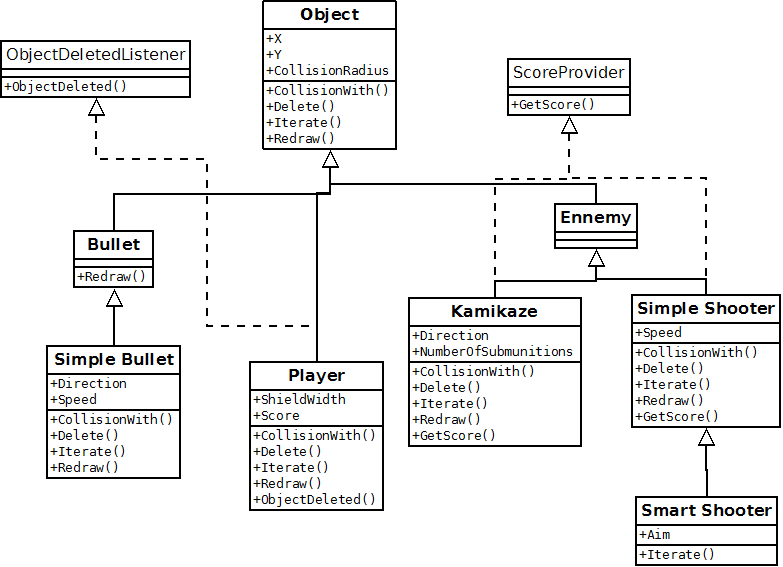 Object
+X
+Y
+CollisionRadius
+CollisionWith()
+Delete()
+Iterate()
+Redraw()
ObjectDeletedListener
+ObjectDeleted()
ScoreProvider
+GetScore()
Bullet
+Redraw()
Ennemy
Simple Bullet
+Direction
+Speed
+CollisionWith()
+Delete()
+Iterate()
+Redraw()
Player
+ShieldWidth
+Score
+CollisionWith()
+Delete()
+Iterate()
+Redraw()
+ObjectDeleted()
Kamikaze
+Direction
+NumberOfSubmunitions
+CollisionWith()
+Delete()
+Iterate()
+Redraw()
+GetScore()
Simple Shooter
+Speed
+CollisionWith()
+Delete()
+Iterate()
+Redraw()
+GetScore()
Smart Shooter
+Aim
+Iterate()